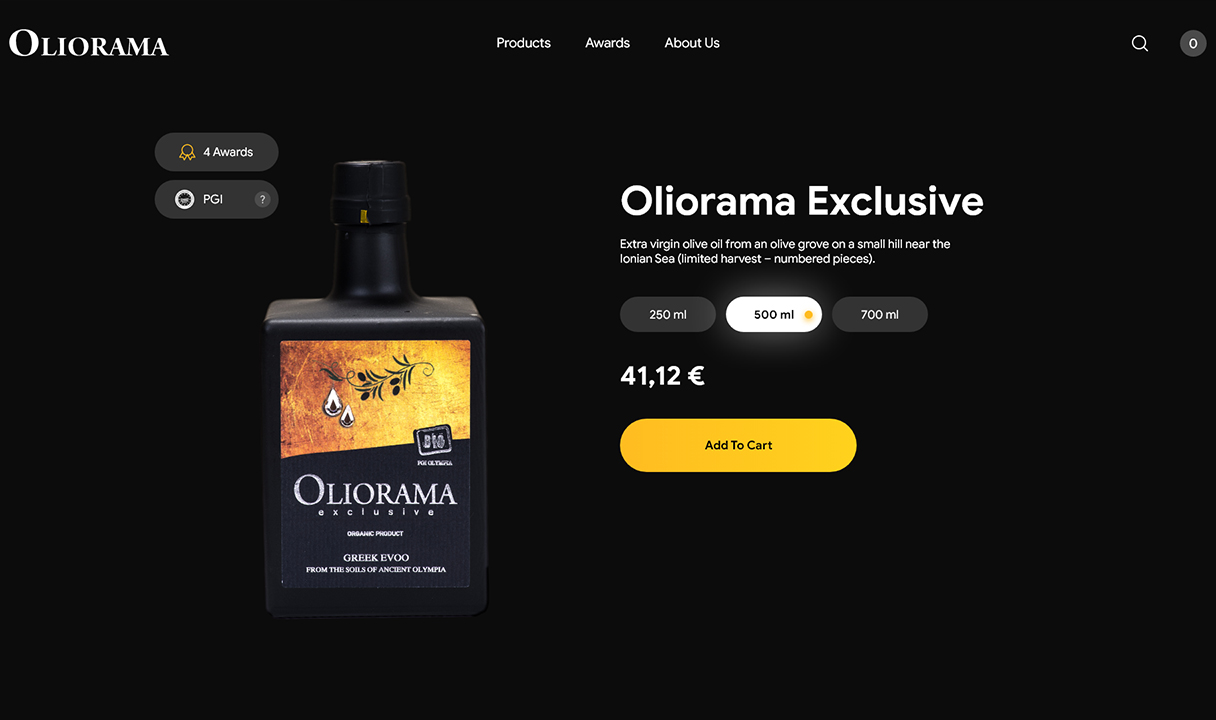 OLIORAMA
Products
Awards
About Us
0
4 Awards
PGI
?
Oliorama Exclusive
Extra virgin olive oil from an olive grove on a small hill near the
Ionian Sea (limited harvest – numbered pieces).
250 ml
500 ml
700 ml
41,12 €
Add To Cart
BIO
PGI OLYMPIA
OLIORAMA
exclusive
ORGANIC PRODUCT
GREEK EVOO
FROM THE SOILS OF ANCIENT OLYMPIA